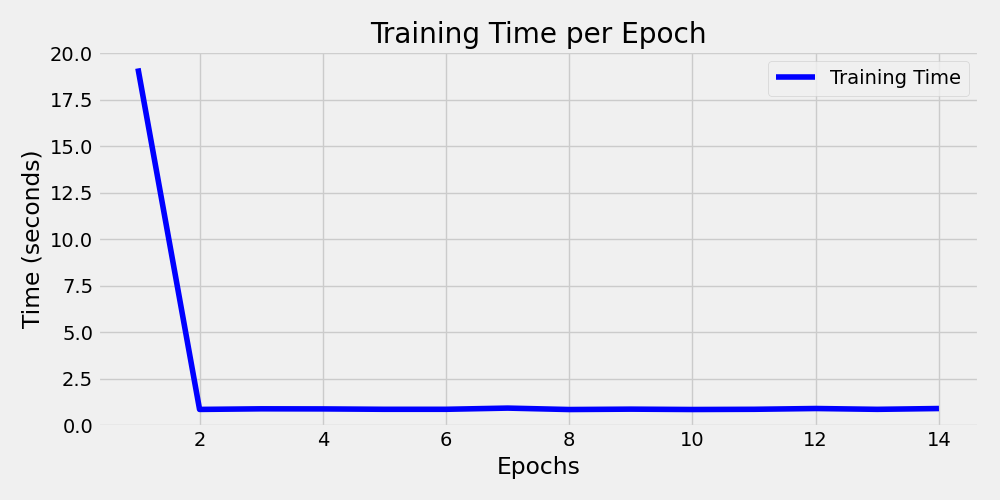 Training Time per Epoch
Training Time
Time (seconds)
20.0
17.5
15.0
12.5
10.0
7.5
5.0
2.5
0.0
2 4 6 8 10 12 14
Epochs